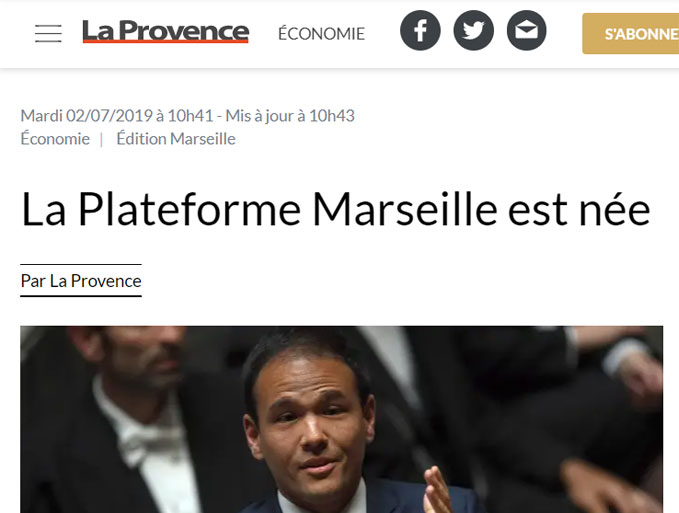 La Provence ÉCONOMIE S'ABONNE
Mardi 02/07/2019 à 10h41 - Mis à jour à 10h43
Économie | Édition Marseille
La Plateforme Marseille est née
Par La Provence